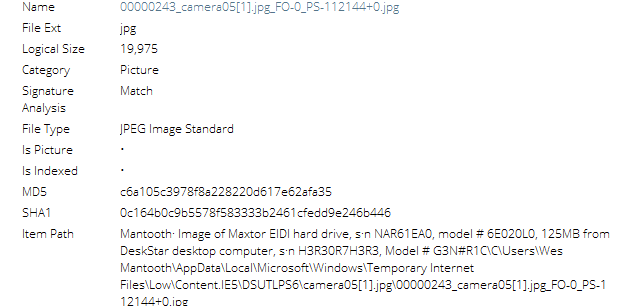 Name 00000243_camera05[1].jpg_FO-0_PS-112144+0.jpg
File Ext jpg
Logical Size 19,975
Category Picture
Signature Match
Analysis
File Type JPEG Image Standard
Is Picture •
Is Indexed •
MD5 c6a105c3978f8a228220d617e62afa35
SHA1 0c164b0c9b5578f583333b2461cfedd9e246b446
Item Path Mantooth· Image of Maxtor EIDI hard drive, s·n NAR61EA0, model # 6E020L0, 125MB from
DeskStar desktop computer, s·n H3R30R7H3R3, Model # G3N#R1C\C\Users\Wes
Mantooth\AppData\Local\Microsoft\Windows\Temporary Internet
Files\Low\Content.IE5\DSUTLPS6\camera05[1].jpg\00000243_camera05[1].jpg_FO-0_PS-1
12144+0.jpg